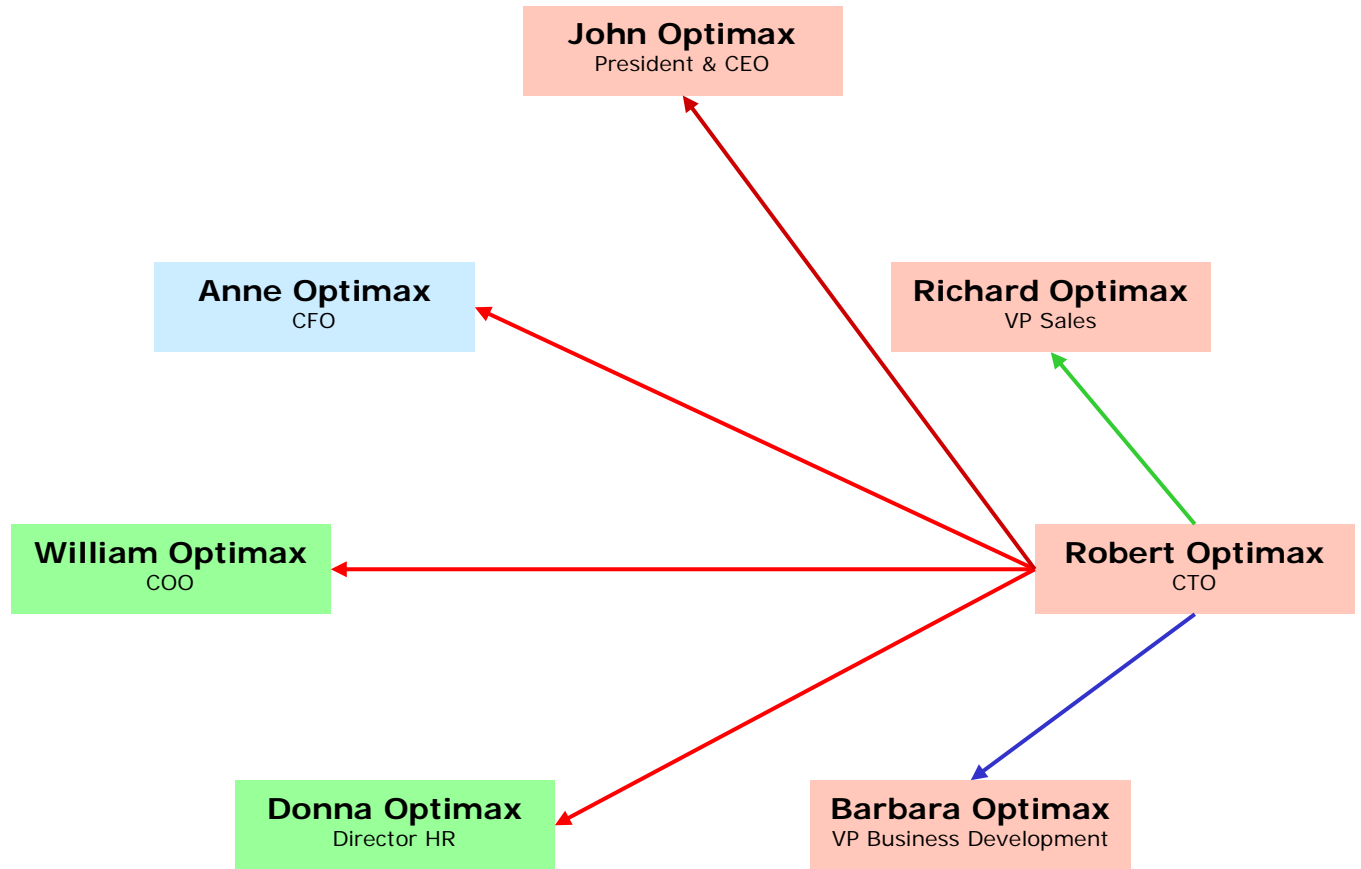 John Optimax
President & CEO
Anne Optimax
CFO
Richard Optimax
VP Sales
William Optimax
COO
Robert Optimax
CTO
Donna Optimax
Director HR
Barbara Optimax
VP Business Development